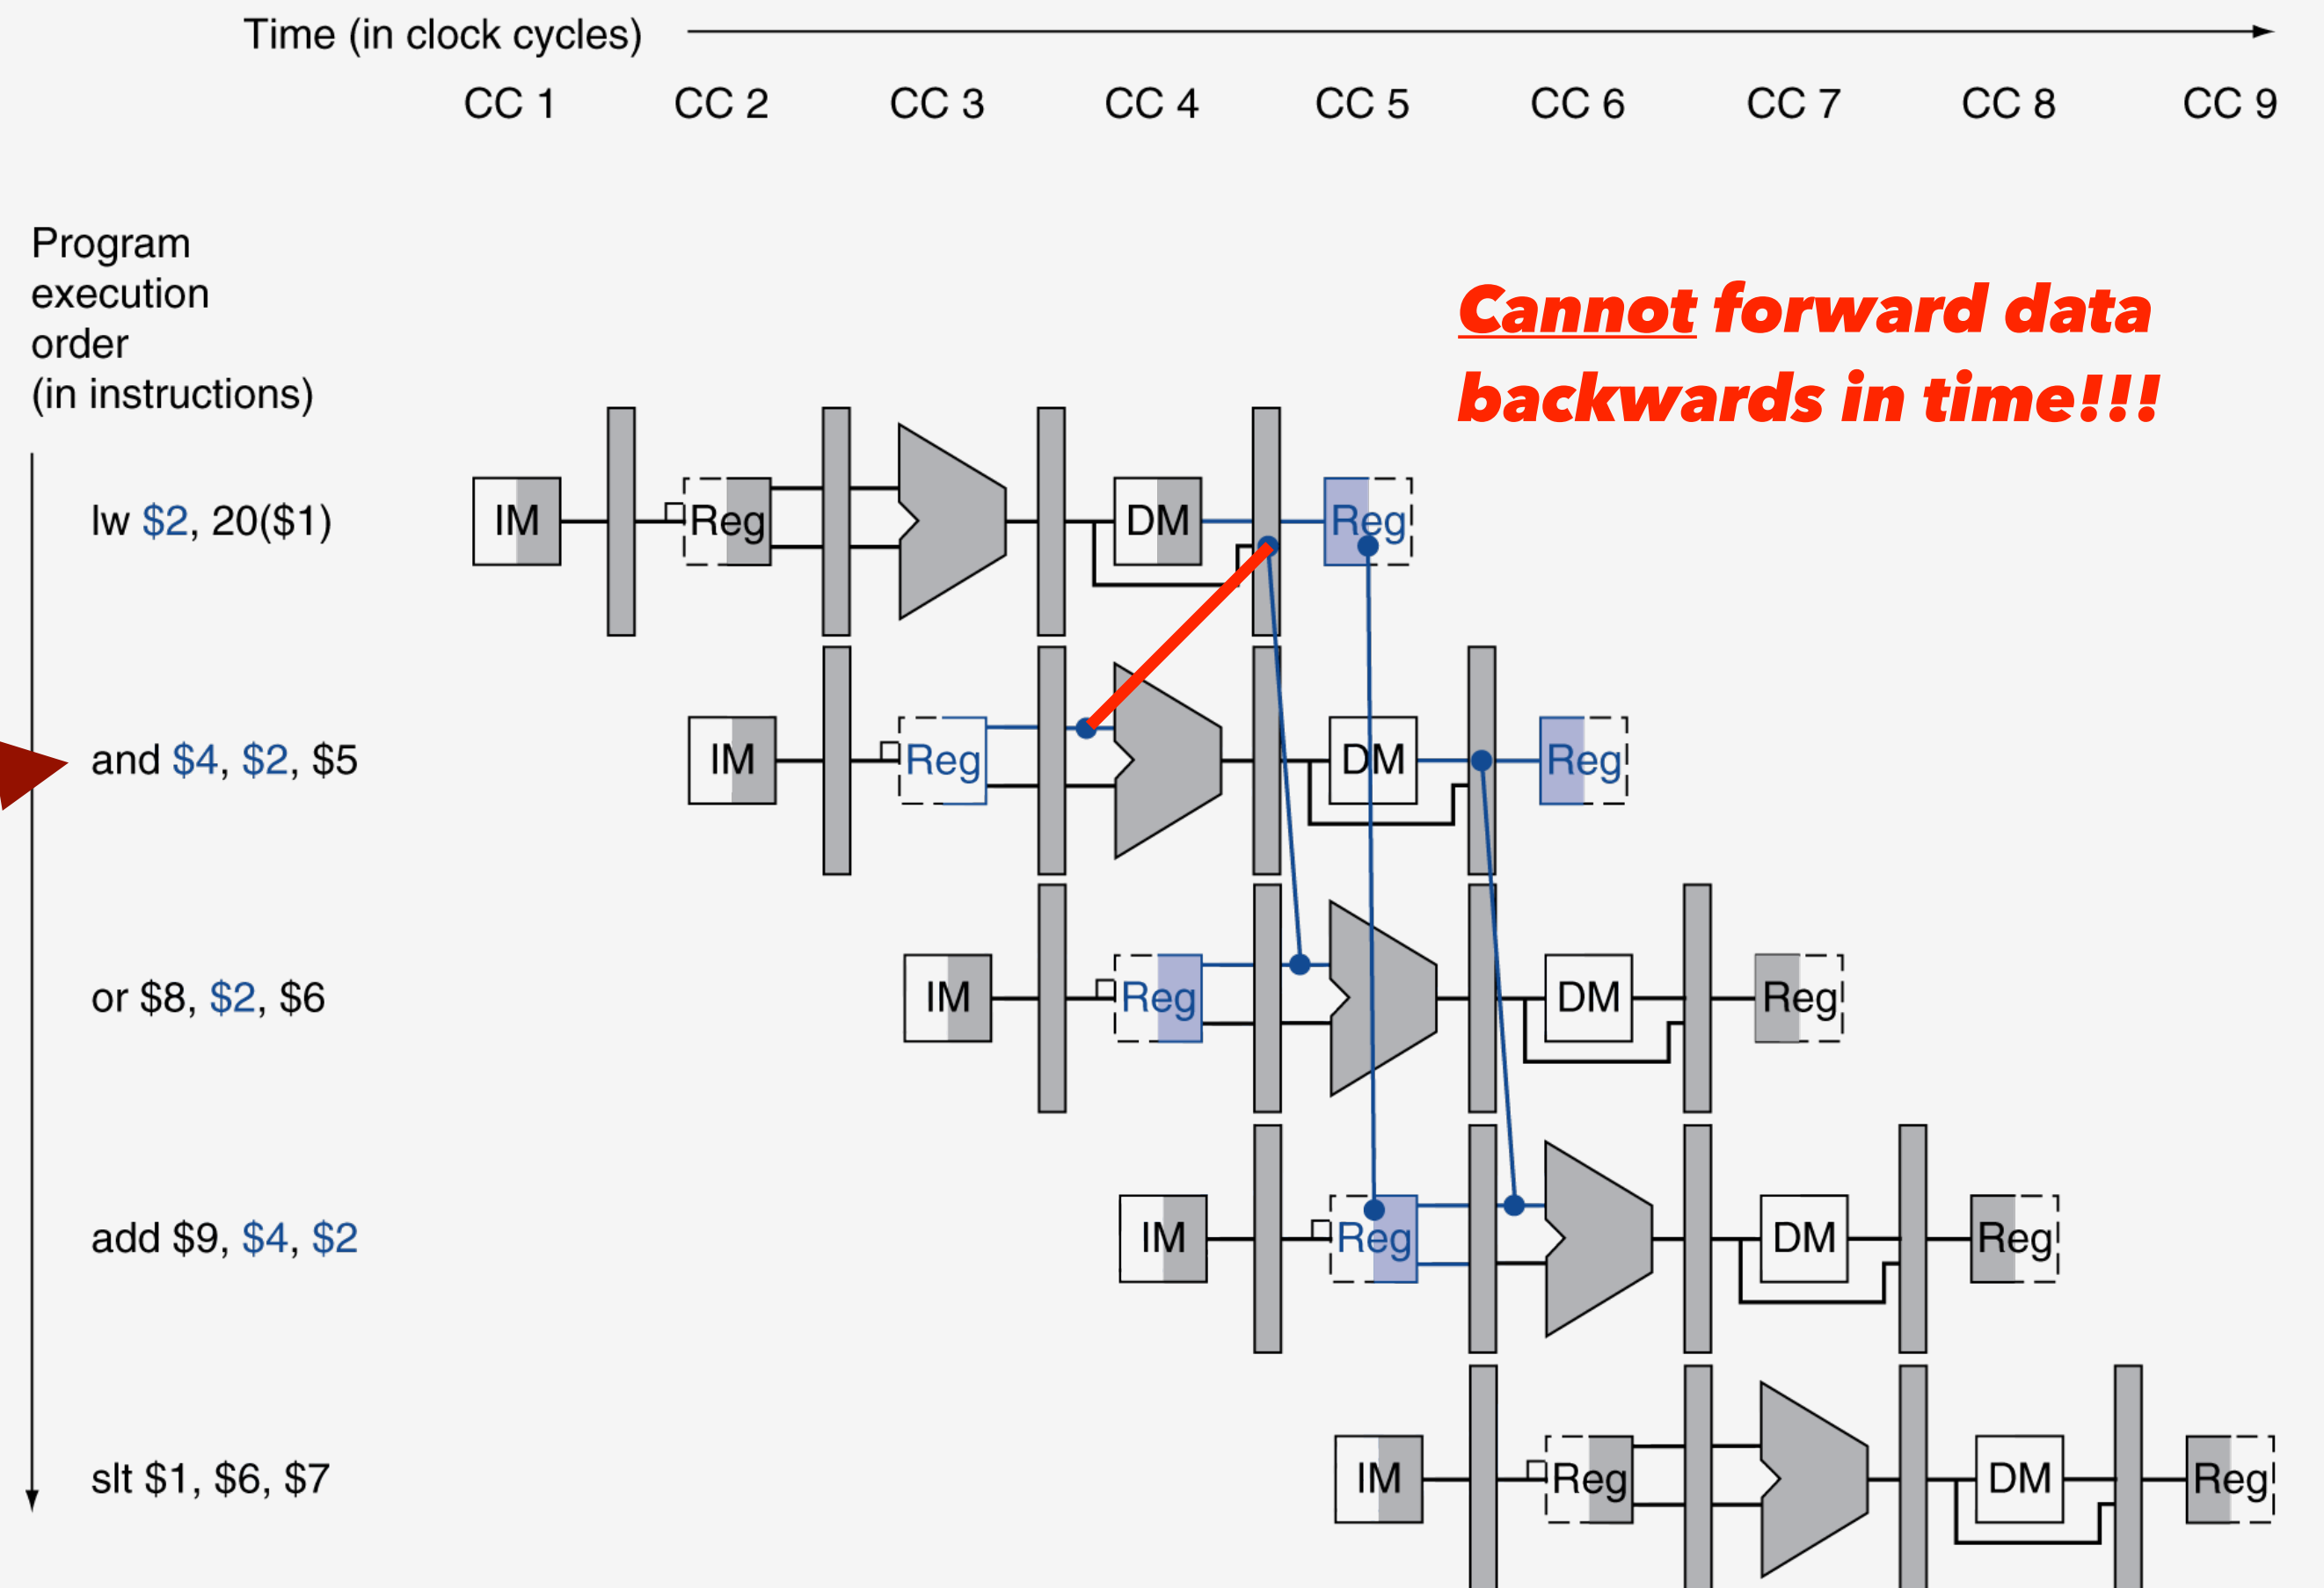 Time (in clock cycles)
CC 1 CC 2 CC 3 CC 4 CC 5 CC 6 CC 7 CC 8 CC 9
Program
execution
order
(in instructions)
Cannot forward data
backwards in time!!!
lw $2, 20($1) IM Reg DM Reg
and $4, $2, $5 IM Reg DM Reg
or $8, $2, $6 IM Reg DM Reg
add $9, $4, $2 IM Reg DM Reg
slt $1, $6, $7 IM Reg DM Reg